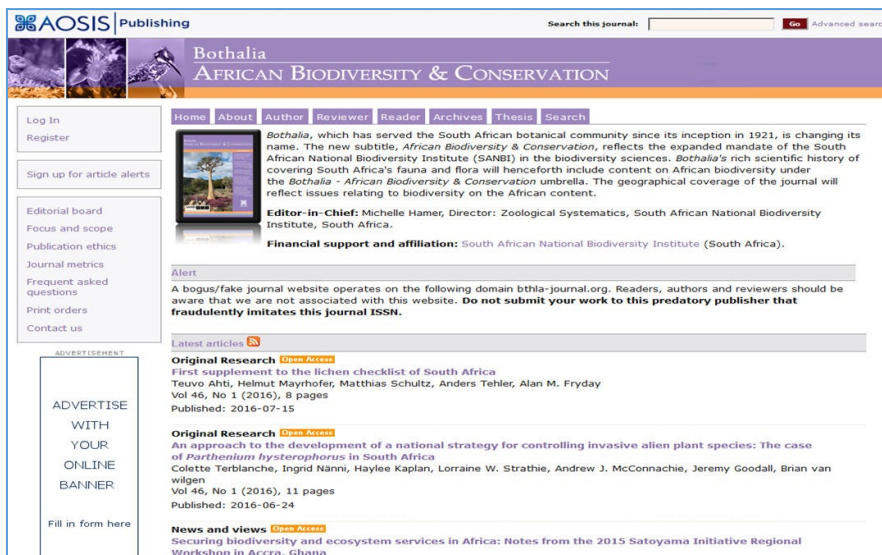 AOSIS Publishing
Search this journal:
Go
Advanced searc
Bothalia
AFRICAN BIODIVERSITY & CONSERVATION
Log In
Register
Sign up for article alerts
Editorial board
Focus and scope
Publication ethics
Journal metrics
Frequent asked
questions
Print orders
Contact us
ADVERTISEMENT
ADVERTISE
WITH
YOUR
ONLINE
BANNER
Fill in form here
Home About Author Reviewer Reader Archives Thesis Search
Bothalia, which has served the South African botanical community since its inception in 1921, is changing its
name. The new subtitle, African Biodiversity & Conservation, reflects the expanded mandate of the South
African National Biodiversity Institute (SANBI) in the biodiversity sciences. Bothalia's rich scientific history of
covering South Africa's fauna and flora will henceforth include content on African biodiversity under
the Bothalia - African Biodiversity & Conservation umbrella. The geographical coverage of the journal will
reflect issues relating to biodiversity on the African content.
Editor-in-Chief: Michelle Hamer, Director: Zoological Systematics, South African National Biodiversity
Institute, South Africa.
Financial support and affiliation: South African National Biodiversity Institute (South Africa).
Alert
A bogus/fake journal website operates on the following domain bthla-journal.org. Readers, authors and reviewers should be
aware that we are not associated with this website. Do not submit your work to this predatory publisher that
fraudulently imitates this journal ISSN.
Latest articles
Original Research Open Access
First supplement to the lichen checklist of South Africa
Teuvo Ahti, Helmut Mayrhofer, Matthias Schultz, Anders Tehler, Alan M. Fryday
Vol 46, No 1 (2016), 8 pages
Published: 2016-07-15
Original Research Open Access
An approach to the development of a national strategy for controlling invasive alien plant species: The case
of Parthenium hysterophorus in South Africa
Colette Terblanche, Ingrid Nänni, Haylee Kaplan, Lorraine W. Strathie, Andrew J. McConnachie, Jeremy Goodall, Brian van
wilgen
Vol 46, No 1 (2016), 11 pages
Published: 2016-06-24
News and views Open Access
Securing biodiversity and ecosystem services in Africa: Notes from the 2015 Satoyama Initiative Regional
Workshop in Accra, Ghana